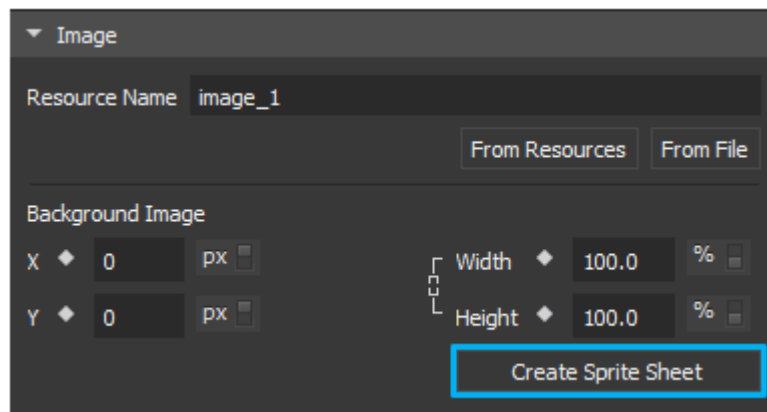 Image
Resource Name image_1
From Resources From File
Background Image
X 0 px Width 100.0 %
Y 0 px Height 100.0 %
Create Sprite Sheet